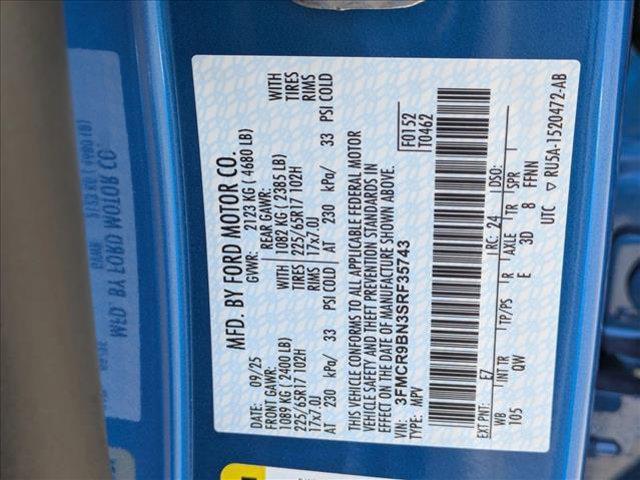 MFD. BY FORD MOTOR CO.
DATE: 09/25 GVWR: 2123 KG ( 4680 LB)
FRONT GAWR: REAR GAWR:
1089 KG ( 2400 LB) WITH 1082 KG ( 2385 LB) WITH
225/65R17 102H TIRES 225/65R17 102H TIRES
17x7.0J RIMS 17x7.0J RIMS
AT 230 kPa/ 33 PSI COLD AT 230 kPa/ 33 PSI COLD
THIS VEHICLE CONFORMS TO ALL APPLICABLE FEDERAL MOTOR
VEHICLE SAFETY AND THEFT PREVENTION STANDARDS IN
EFFECT ON THE DATE OF MANUFACTURE SHOWN ABOVE.
VIN: 3FMCR9BN3SRF35743 F0152
TYPE: MPV T0462
EXT PNT: E7 RC: 24 DSO:
WB INT TR TP/PS R AXLE TR SPR
105 QW E 3D 8 FFNN
UTC ▽ RU5A-1520472-AB
MFD. BY FORD MOTOR CO.